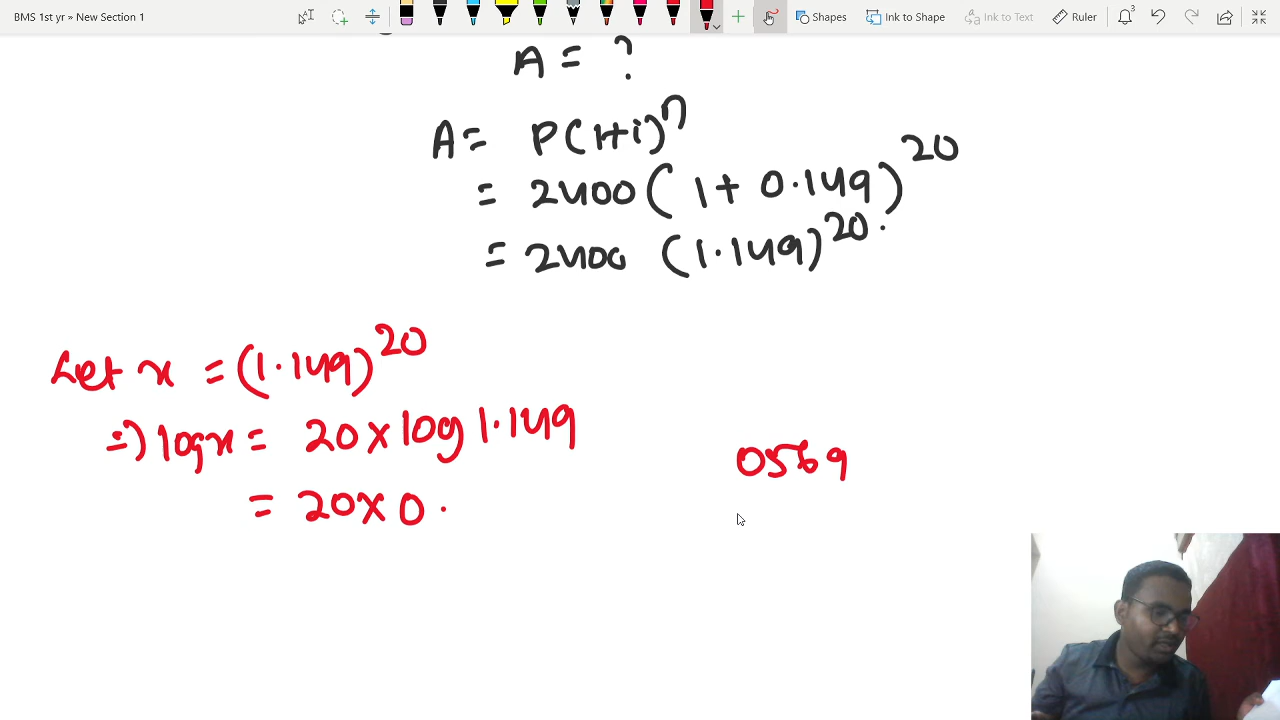 BMS 1st yr » New Section 1
Shapes
Ink to Shape
Ink to Text
Ruler
A = ?
A = P(1+i)^n
= 2400 ( 1 + 0.149)^20
= 2400 (1.149)^20.
Let x = (1.149)^20
=) log x = 20 x log 1.149
= 20 x 0 .
0569